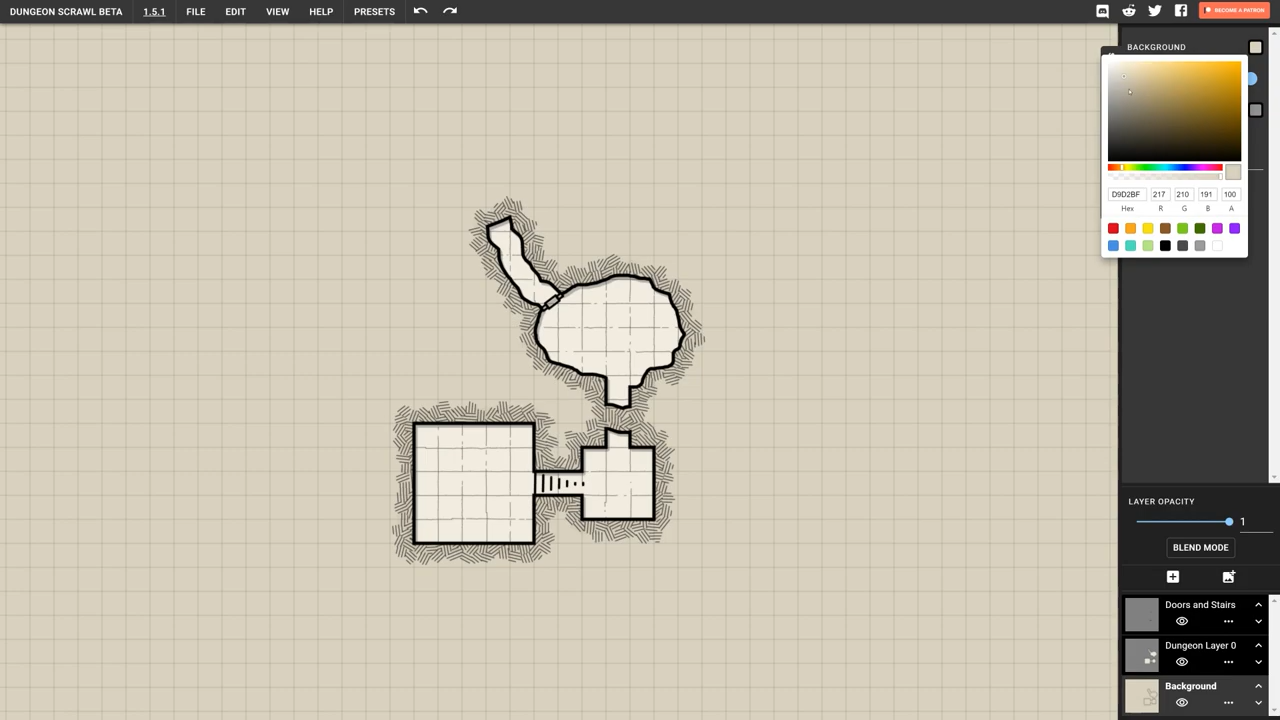 DUNGEON SCRAWL BETA 1.5.1 FILE EDIT VIEW HELP PRESETS BECOME A PATRON
BACKGROUND
D9D2BF 217 210 191 100
Hex R G B A
LAYER OPACITY
1
BLEND MODE
Doors and Stairs
Dungeon Layer 0
Background